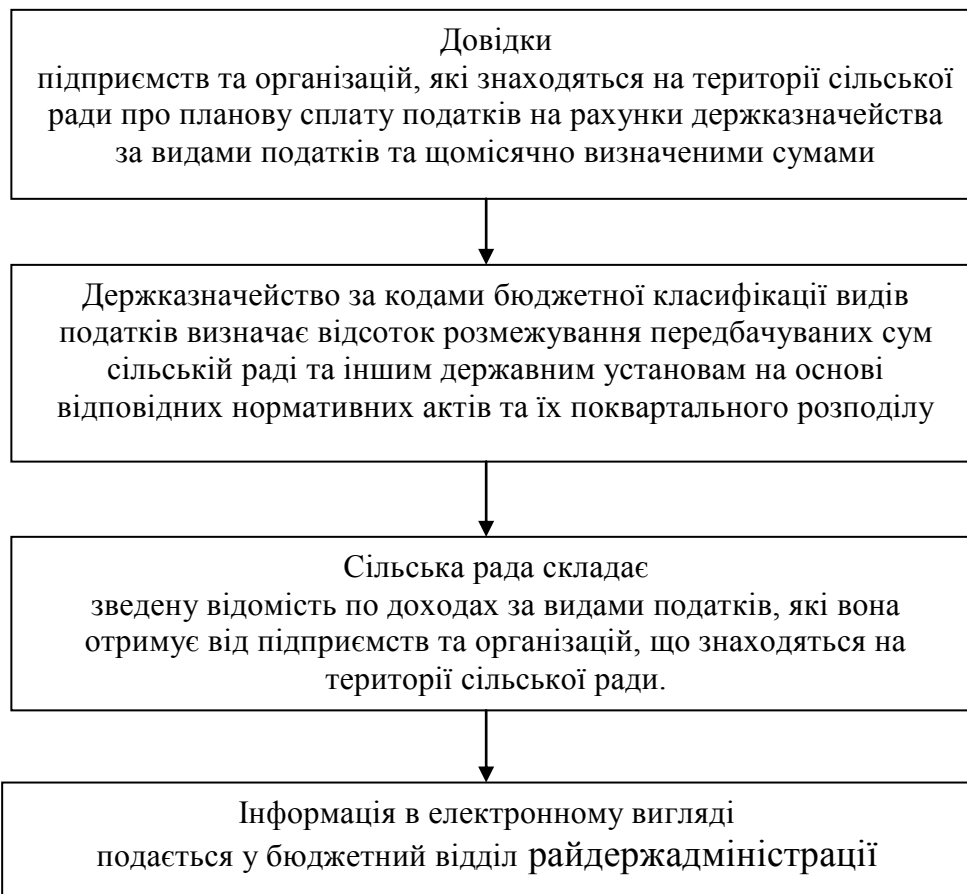 Довідки
підприємств та організацій, які знаходяться на території сільської
ради про планову сплату податків на рахунки держказначейства
за видами податків та щомісячно визначеними сумами
Держказначейство за кодами бюджетної класифікації видів
податків визначає відсоток розмежування передбачуваних сум
сільській раді та іншим державним установам на основі
відповідних нормативних актів та їх поквартального розподілу
Сільська рада складає
зведену відомість по доходах за видами податків, які вона
отримує від підприємств та організацій, що знаходяться на
території сільської ради.
Інформація в електронному вигляді
подається у бюджетний відділ райдержадміністрації